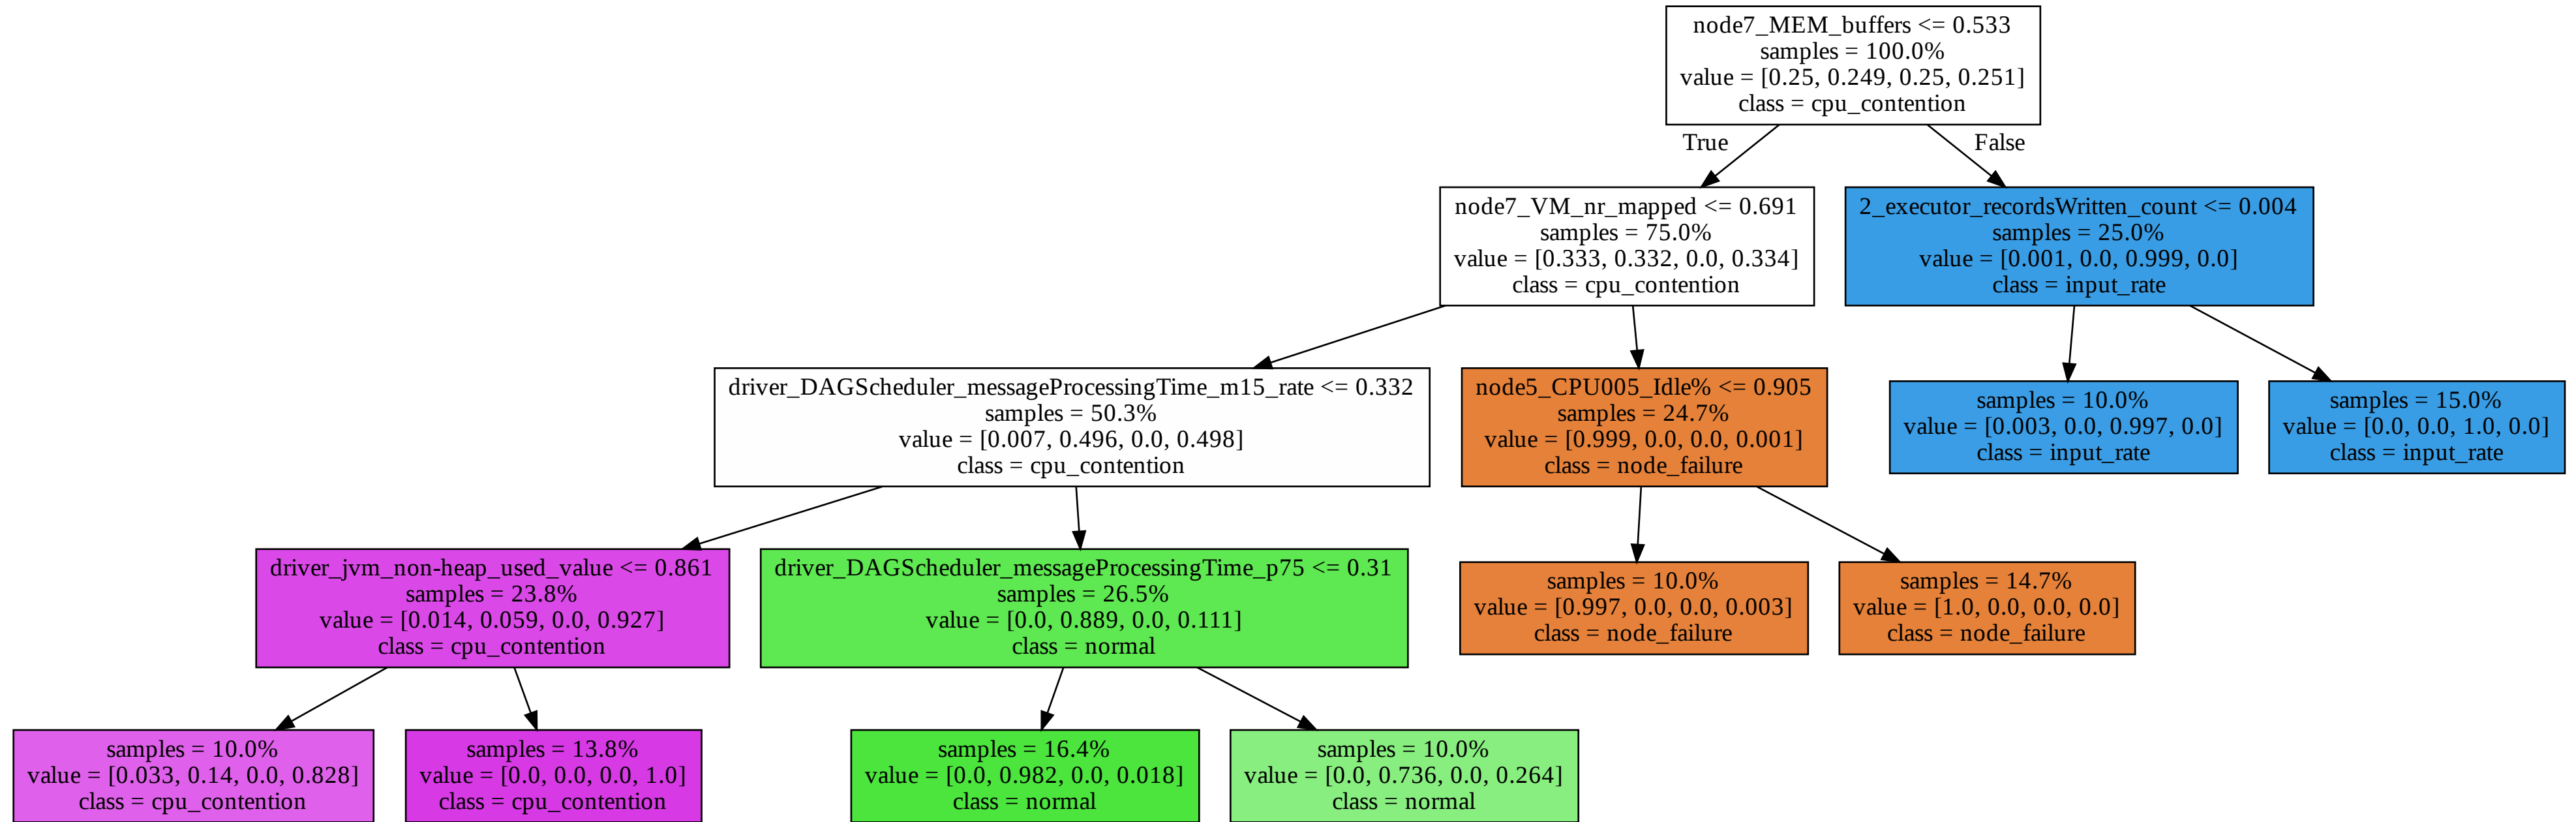 node7_MEM_buffers <= 0.533
samples = 100.0%
value = [0.25, 0.249, 0.25, 0.251]
class = cpu_contention
True
False
node7_VM_nr_mapped <= 0.691
samples = 75.0%
value = [0.333, 0.332, 0.0, 0.334]
class = cpu_contention
2_executor_recordsWritten_count <= 0.004
samples = 25.0%
value = [0.001, 0.0, 0.999, 0.0]
class = input_rate
driver_DAGScheduler_messageProcessingTime_m15_rate <= 0.332
samples = 50.3%
value = [0.007, 0.496, 0.0, 0.498]
class = cpu_contention
node5_CPU005_Idle% <= 0.905
samples = 24.7%
value = [0.999, 0.0, 0.0, 0.001]
class = node_failure
samples = 10.0%
value = [0.003, 0.0, 0.997, 0.0]
class = input_rate
samples = 15.0%
value = [0.0, 0.0, 1.0, 0.0]
class = input_rate
driver_jvm_non-heap_used_value <= 0.861
samples = 23.8%
value = [0.014, 0.059, 0.0, 0.927]
class = cpu_contention
driver_DAGScheduler_messageProcessingTime_p75 <= 0.31
samples = 26.5%
value = [0.0, 0.889, 0.0, 0.111]
class = normal
samples = 10.0%
value = [0.997, 0.0, 0.0, 0.003]
class = node_failure
samples = 14.7%
value = [1.0, 0.0, 0.0, 0.0]
class = node_failure
samples = 10.0%
value = [0.033, 0.14, 0.0, 0.828]
class = cpu_contention
samples = 13.8%
value = [0.0, 0.0, 0.0, 1.0]
class = cpu_contention
samples = 16.4%
value = [0.0, 0.982, 0.0, 0.018]
class = normal
samples = 10.0%
value = [0.0, 0.736, 0.0, 0.264]
class = normal